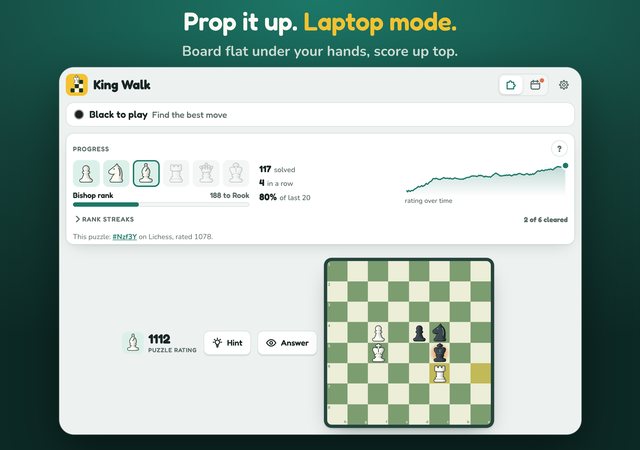 Prop it up. Laptop mode.
Board flat under your hands, score up top.
King Walk
Black to play Find the best move
PROGRESS
?
117 solved
4 in a row
80% of last 20
Bishop rank
188 to Rook
rating over time
RANK STREAKS
2 of 6 cleared
This puzzle: #Nzf3Y on Lichess, rated 1078.
1112
PUZZLE RATING
Hint
Answer